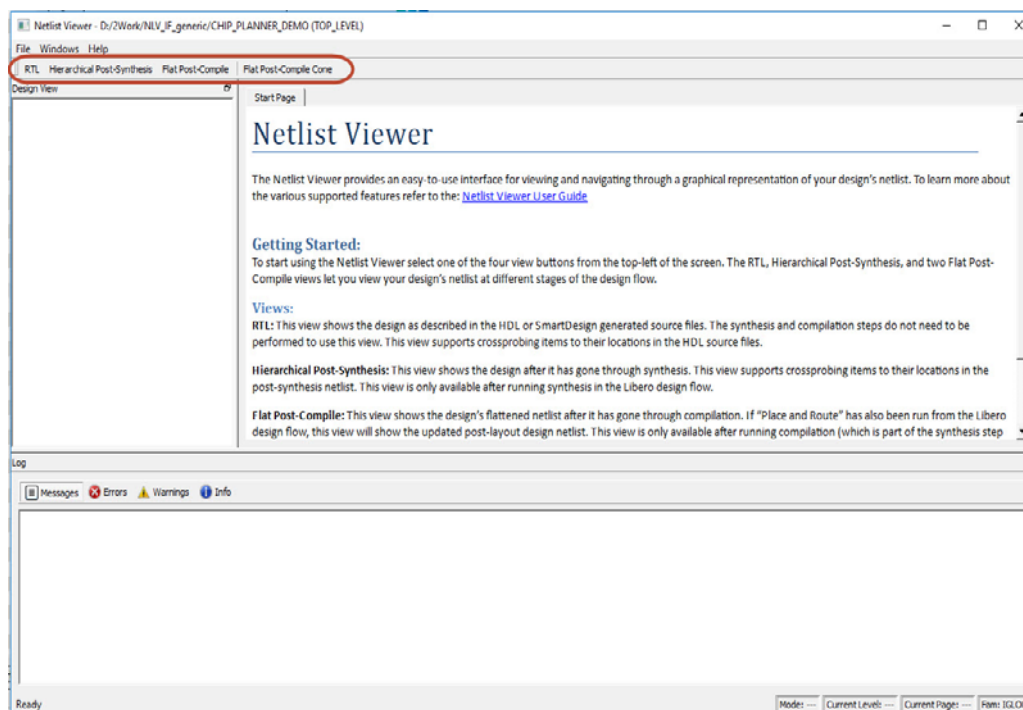 Netlist Viewer - D:/2Work/NLV_IF_generic/CHIP_PLANNER_DEMO (TOP_LEVEL)
File Windows Help
RTL Hierarchical Post-Synthesis Flat Post-Compile Flat Post-Compile Cone
Design View
Start Page
Netlist Viewer
The Netlist Viewer provides an easy-to-use interface for viewing and navigating through a graphical representation of your design's netlist. To learn more about
the various supported features refer to the: Netlist Viewer User Guide
Getting Started:
To start using the Netlist Viewer select one of the four view buttons from the top-left of the screen. The RTL, Hierarchical Post-Synthesis, and two Flat Post-
Compile views let you view your design's netlist at different stages of the design flow.
Views:
RTL: This view shows the design as described in the HDL or SmartDesign generated source files. The synthesis and compilation steps do not need to be
performed to use this view. This view supports crossprobing items to their locations in the HDL source files.
Hierarchical Post-Synthesis: This view shows the design after it has gone through synthesis. This view supports crossprobing items to their locations in the
post-synthesis netlist. This view is only available after running synthesis in the Libero design flow.
Flat Post-Compile: This view shows the design's flattened netlist after it has gone through compilation. If "Place and Route" has also been run from the Libero
design flow, this view will show the updated post-layout design netlist. This view is only available after running compilation (which is part of the synthesis step
Log
Messages Errors Warnings Info
Ready
Mode: --- Current Level: --- Current Page: --- Fam: IGLO